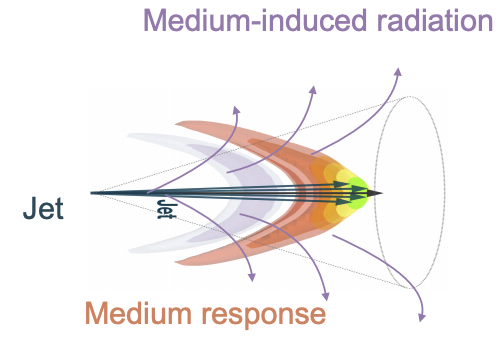 Medium-induced radiation
Jet
Jet
Medium response